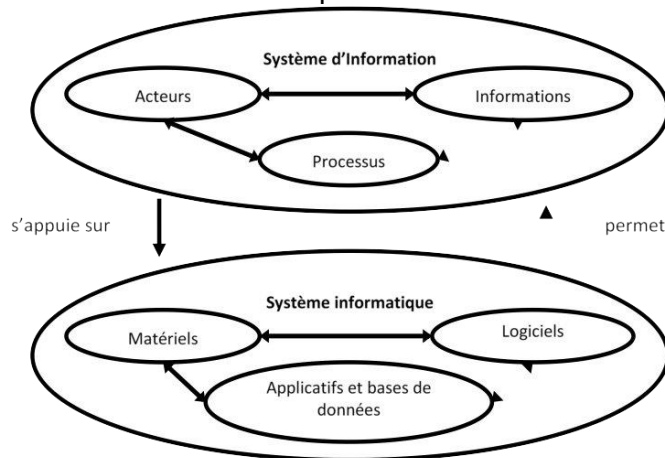 Système d’Information
Acteurs
Informations
Processus
s’appuie sur
permet
Système informatique
Matériels
Logiciels
Applicatifs et bases de
données